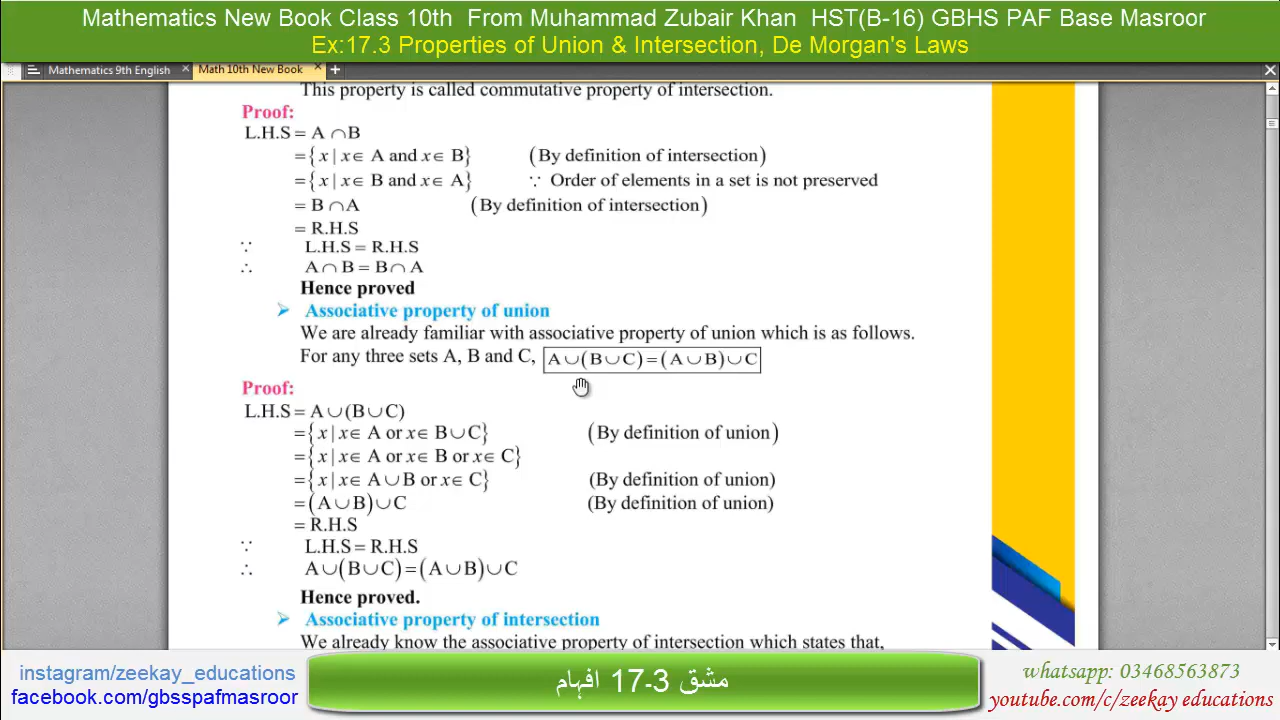 Mathematics New Book Class 10th From Muhammad Zubair Khan HST(B-16) GBHS PAF Base Masroor
Ex:17.3 Properties of Union & Intersection, De Morgan's Laws
Mathematics 9th English × Math 10th New Book × +
This property is called commutative property of intersection.
Proof:
L.H.S = A ∩ B
= { x | x ∈ A and x ∈ B} (By definition of intersection)
= { x | x ∈ B and x ∈ A} ∵ Order of elements in a set is not preserved
= B ∩ A (By definition of intersection)
= R.H.S
∵ L.H.S = R.H.S
∴ A ∩ B = B ∩ A
Hence proved
➢ Associative property of union
We are already familiar with associative property of union which is as follows.
For any three sets A, B and C, A ∪ (B ∪ C) = (A ∪ B) ∪ C
Proof:
L.H.S = A ∪ (B ∪ C)
= { x | x ∈ A or x ∈ B ∪ C} (By definition of union)
= { x | x ∈ A or x ∈ B or x ∈ C}
= { x | x ∈ A ∪ B or x ∈ C} (By definition of union)
= (A ∪ B) ∪ C (By definition of union)
= R.H.S
∵ L.H.S = R.H.S
∴ A ∪ (B ∪ C) = (A ∪ B) ∪ C
Hence proved.
➢ Associative property of intersection
We already know the associative property of intersection which states that,
instagram/zeekay_educations
facebook.com/gbsspafmasroor
مشق 3-17 افہام
whatsapp: 03468563873
youtube.com/c/zeekay educations